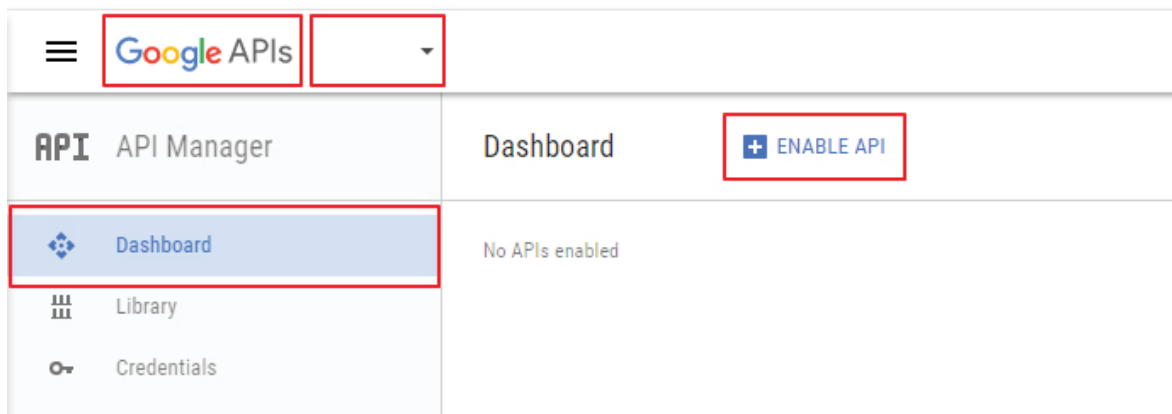 Google APIs
API API Manager
Dashboard
ENABLE API
Dashboard
No APIs enabled
Library
Credentials